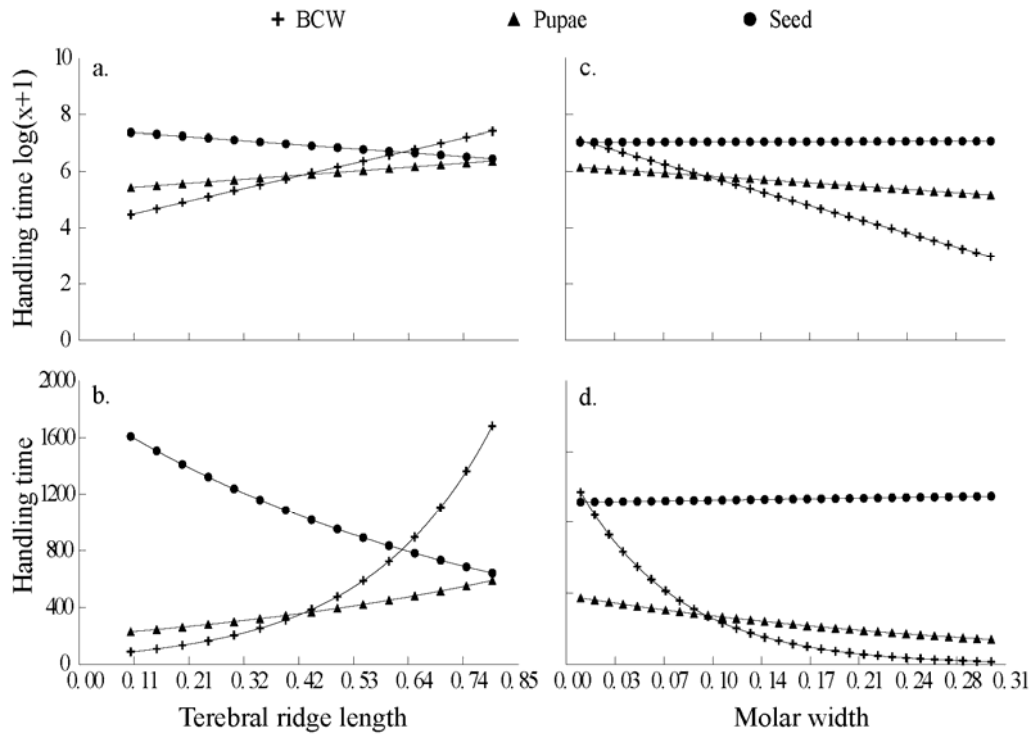 BCW Pupae Seed
a.
c.
Handling time log(x+1)
10
8
6
4
2
0
b.
d.
Handling time
2000
1600
1200
800
400
0
0.00 0.11 0.21 0.32 0.42 0.53 0.64 0.74 0.85
0.00 0.03 0.07 0.10 0.14 0.17 0.21 0.24 0.28 0.31
Terebral ridge length
Molar width